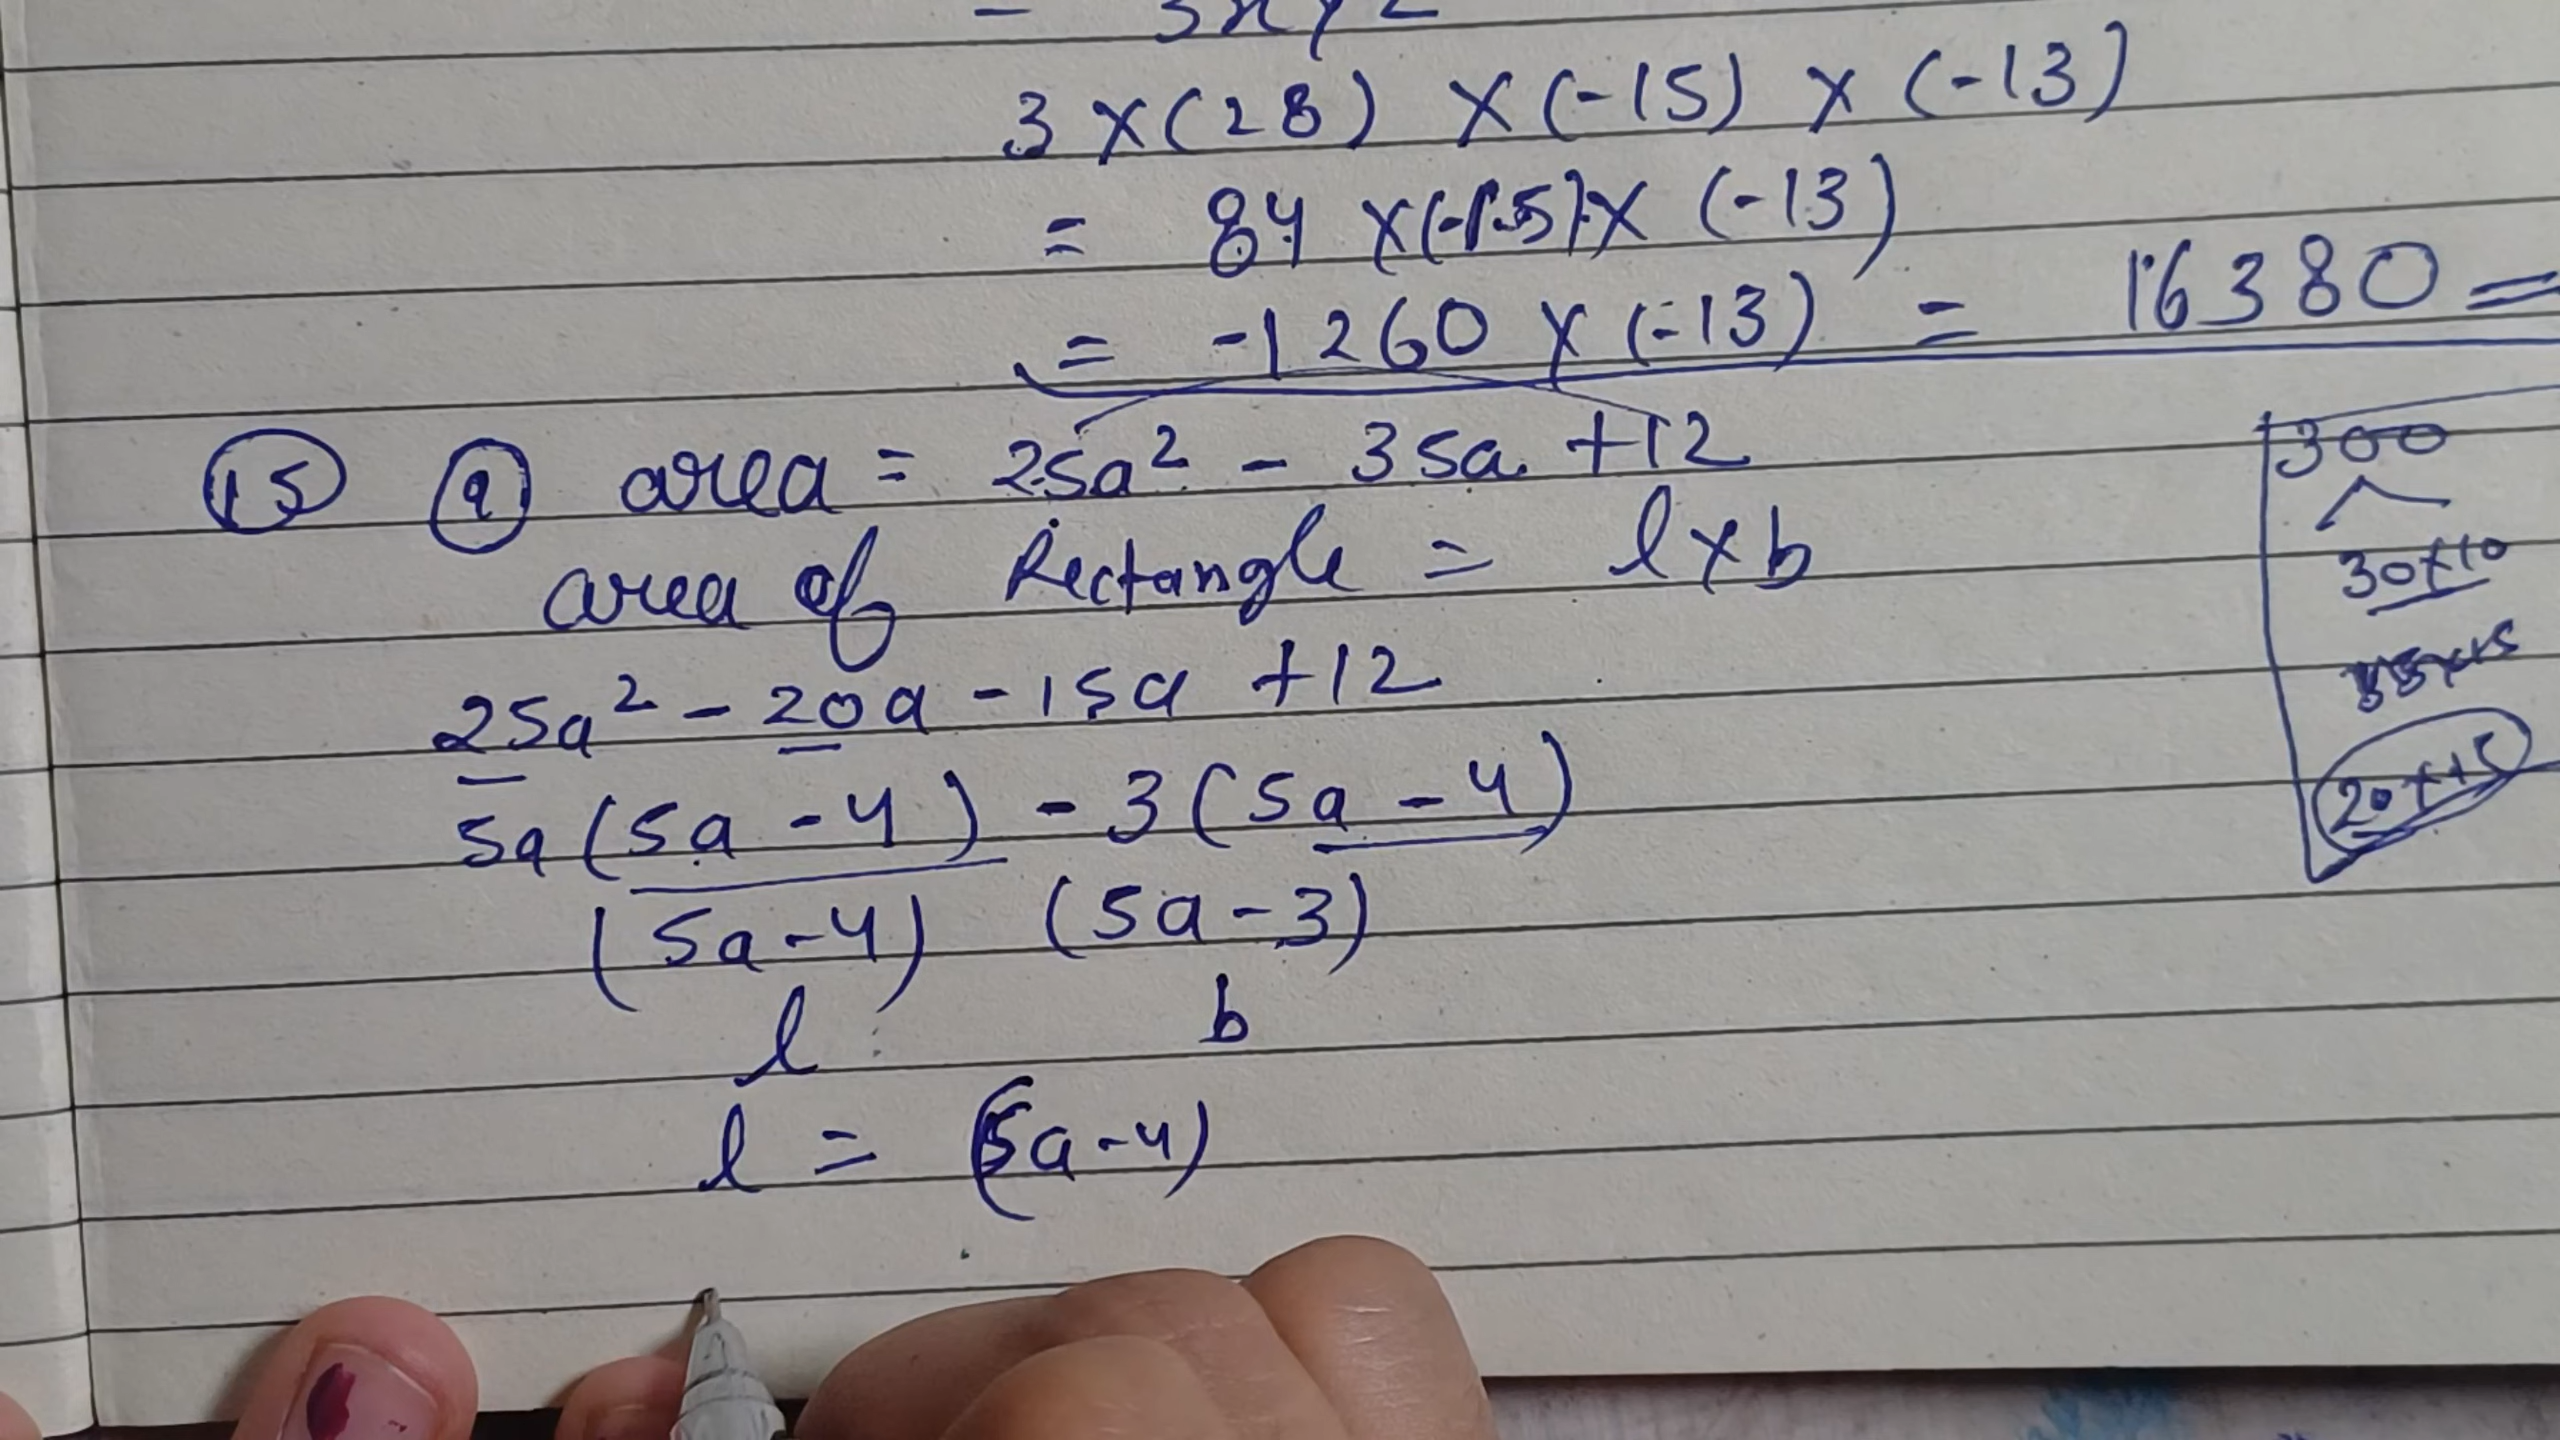 3xyz
3 × (28) × (-15) × (-13)
= 84 × (-15) × (-13)
= -1260 × (-13) = 16380 =
15 a area = 25a² - 35a + 12
area of Rectangle = l × b
25a² - 20a - 15a + 12
5a (5a - 4) - 3 (5a - 4)
(5a - 4) (5a - 3)
l b
l = (5a - 4)
300
30×10
20×15